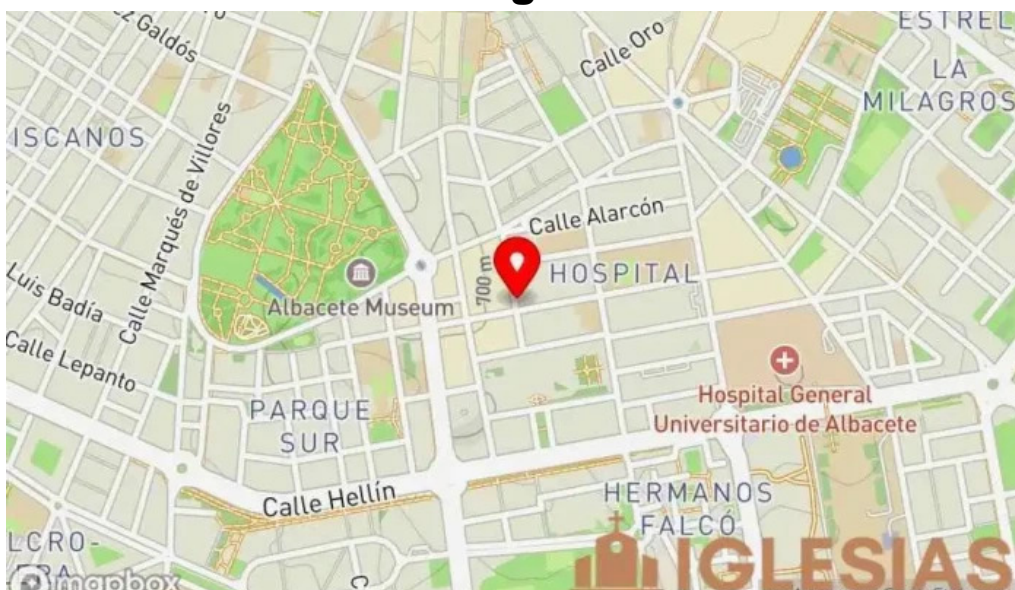 Galdós
Calle Oro
ESTREL
LA
MILAGROS
ISCANOS
Calle Marqués de Villores
Calle Alarcón
700 m
HOSPITAL
Luis Badía
Albacete Museum
Calle Lepanto
PARQUE
SUR
Hospital General
Universitario de Albacete
Calle Hellín
HERMANOS
FALCÓ
LCRO-
mapbox
IGLESIAS